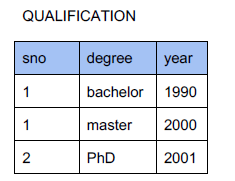 QUALIFICATION
sno degree year
1 bachelor 1990
1 master 2000
2 PhD 2001